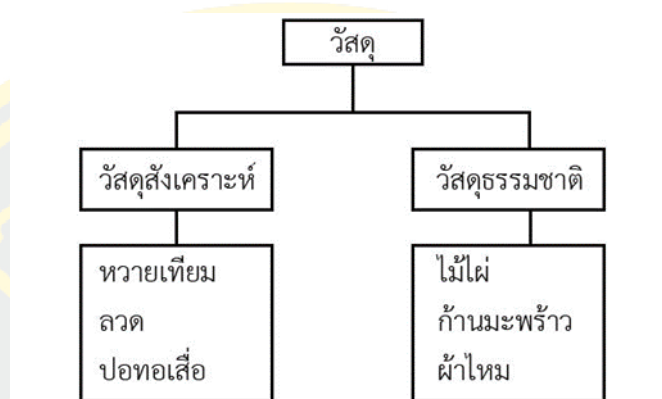 วัสดุ
วัสดุสังเคราะห์
วัสดุธรรมชาติ
หวายเทียม
ลวด
ปอทอเสื่อ
ไม้ไผ่
ก้านมะพร้าว
ผ้าไหม